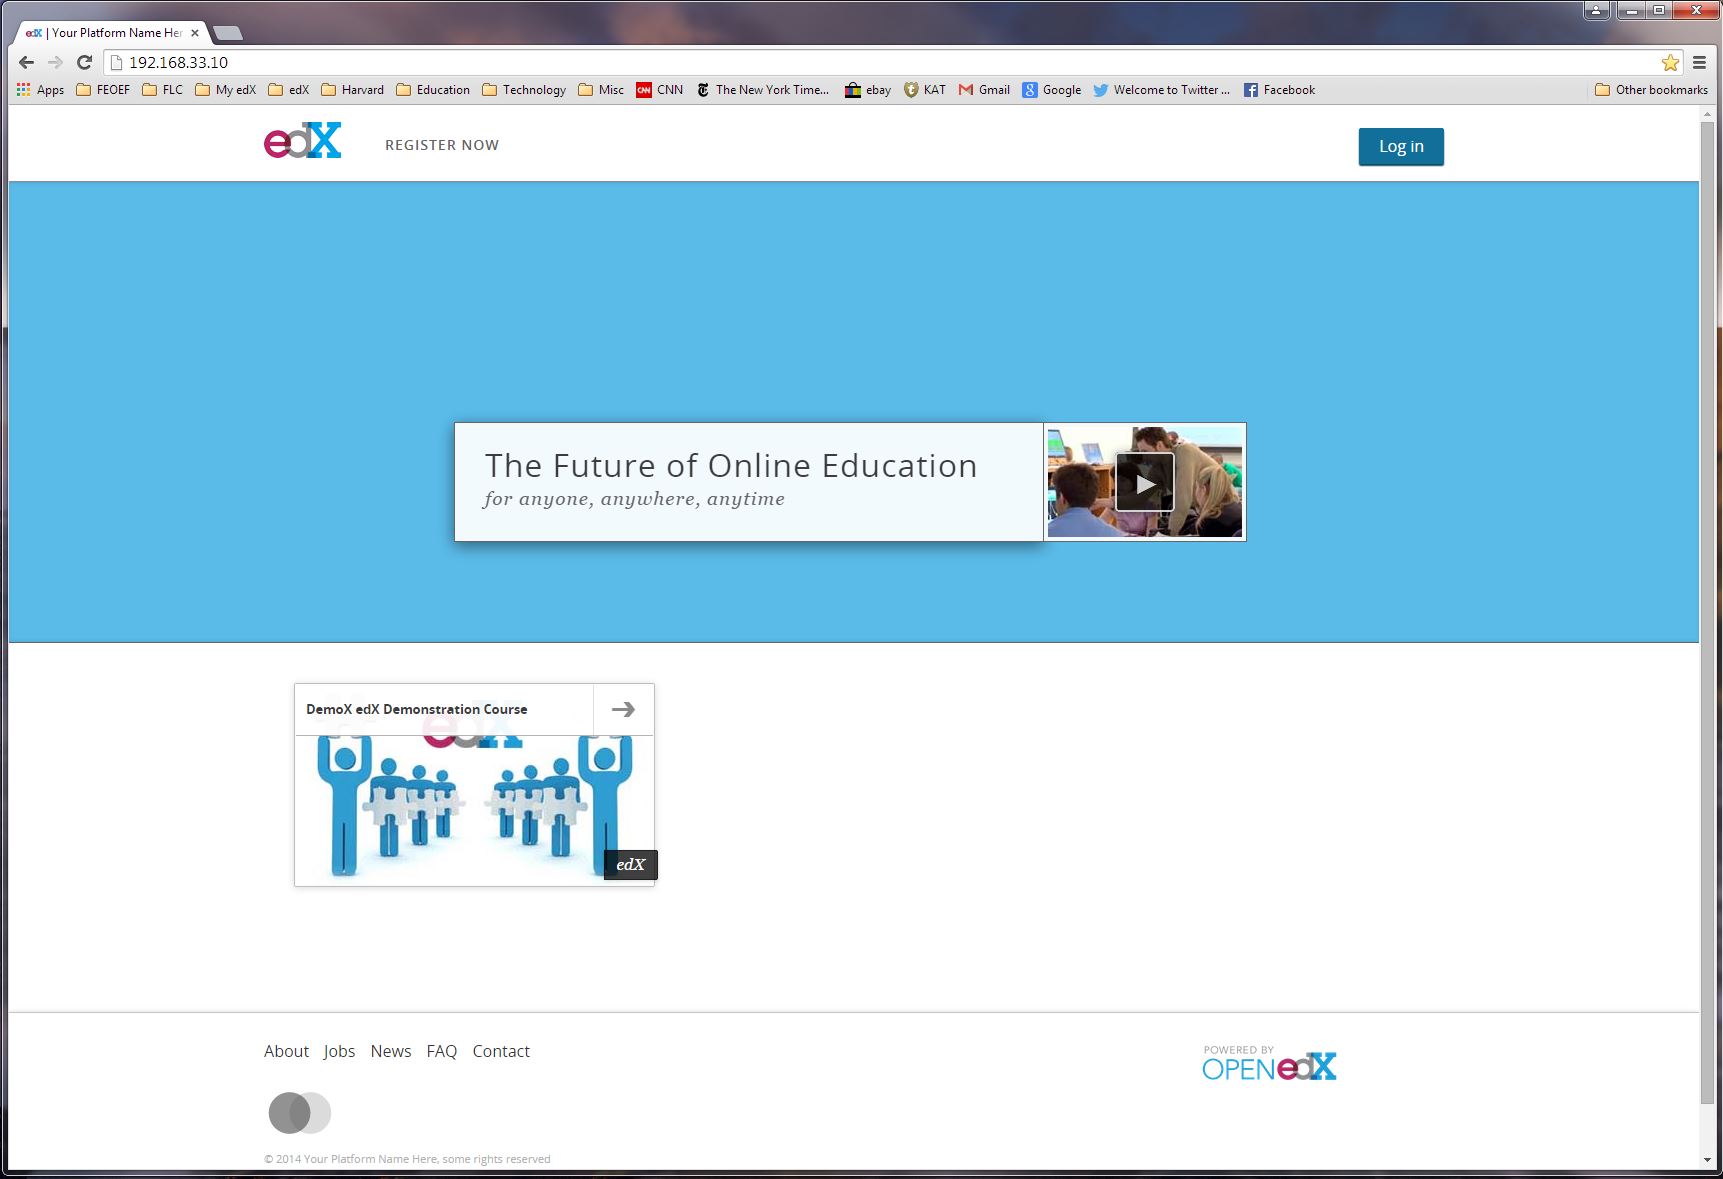 edX | Your Platform Name Her
192.168.33.10
Apps FEOEF FLC My edX edX Harvard Education Technology Misc CNN The New York Time... ebay KAT Gmail Google Welcome to Twitter ... Facebook Other bookmarks
edX REGISTER NOW Log in
The Future of Online Education
for anyone, anywhere, anytime
DemoX edX Demonstration Course
edX
edX
About Jobs News FAQ Contact
POWERED BY
OPEN edX
© 2014 Your Platform Name Here, some rights reserved